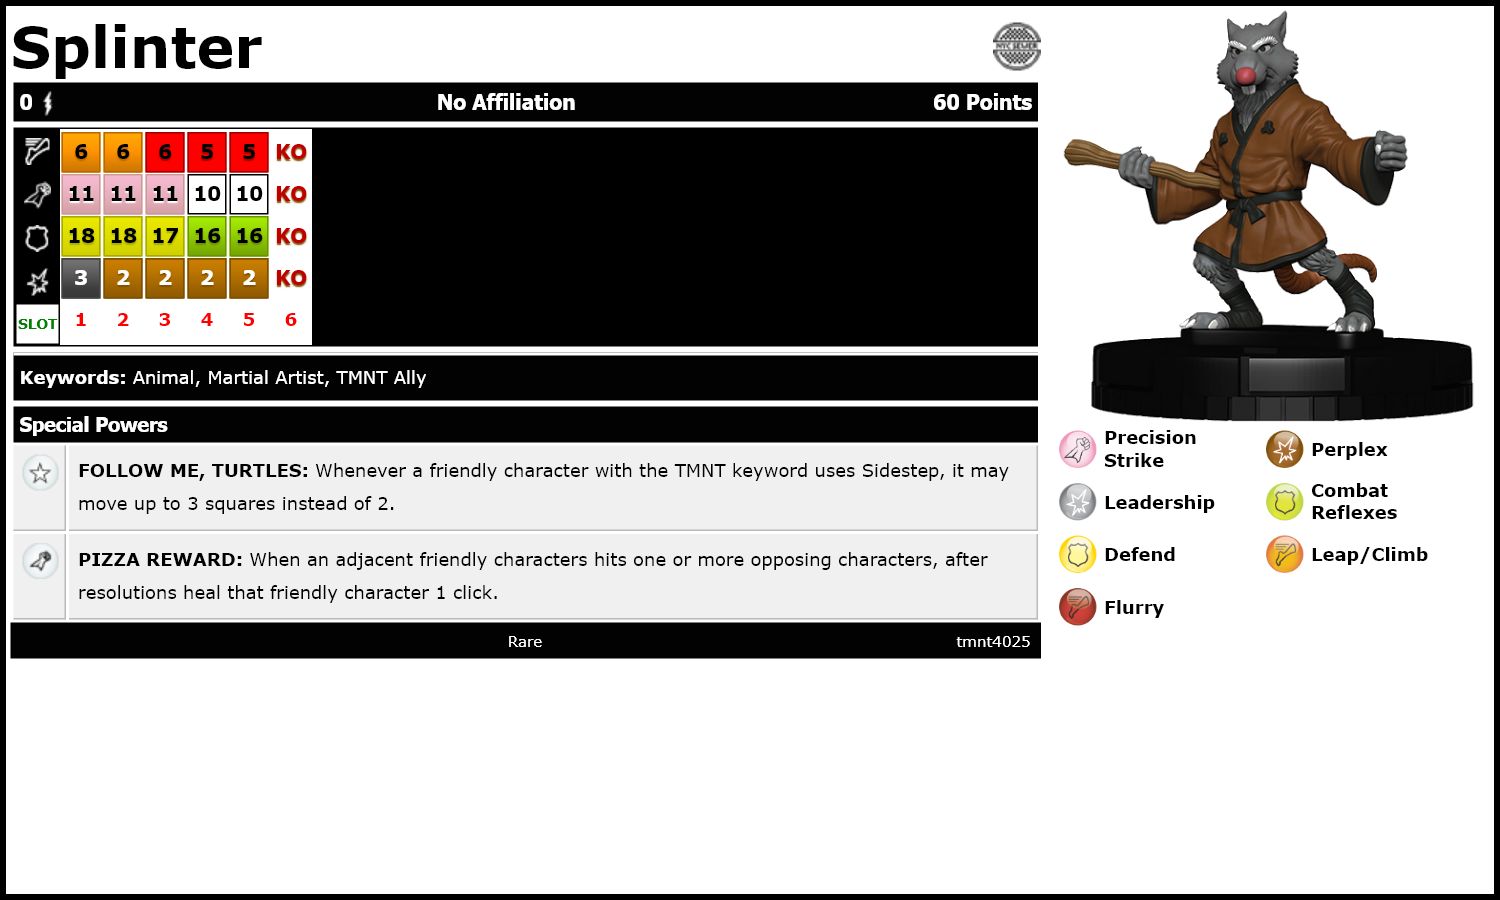 Splinter
NYC SEWER
0 No Affiliation 60 Points
6 6 6 5 5 KO
11 11 11 10 10 KO
18 18 17 16 16 KO
3 2 2 2 2 KO
SLOT 1 2 3 4 5 6
Keywords: Animal, Martial Artist, TMNT Ally
Special Powers
FOLLOW ME, TURTLES: Whenever a friendly character with the TMNT keyword uses Sidestep, it may
move up to 3 squares instead of 2.
PIZZA REWARD: When an adjacent friendly characters hits one or more opposing characters, after
resolutions heal that friendly character 1 click.
Rare tmnt4025
Precision
Strike
Perplex
Leadership
Combat
Reflexes
Defend
Leap/Climb
Flurry